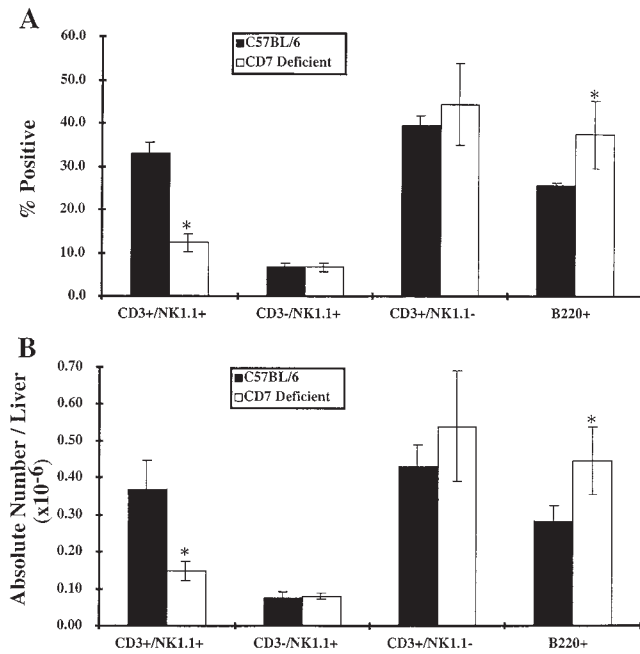 A
C57BL/6
CD7 Deficient
% Positive
60.0
50.0
40.0
30.0
20.0
10.0
0.0
*
*
CD3+/NK1.1+ CD3-/NK1.1+ CD3+/NK1.1- B220+
B
C57BL/6
CD7 Deficient
Absolute Number / Liver
(x10-6)
0.70
0.60
0.50
0.40
0.30
0.20
0.10
0.00
*
*
CD3+/NK1.1+ CD3-/NK1.1+ CD3+/NK1.1- B220+